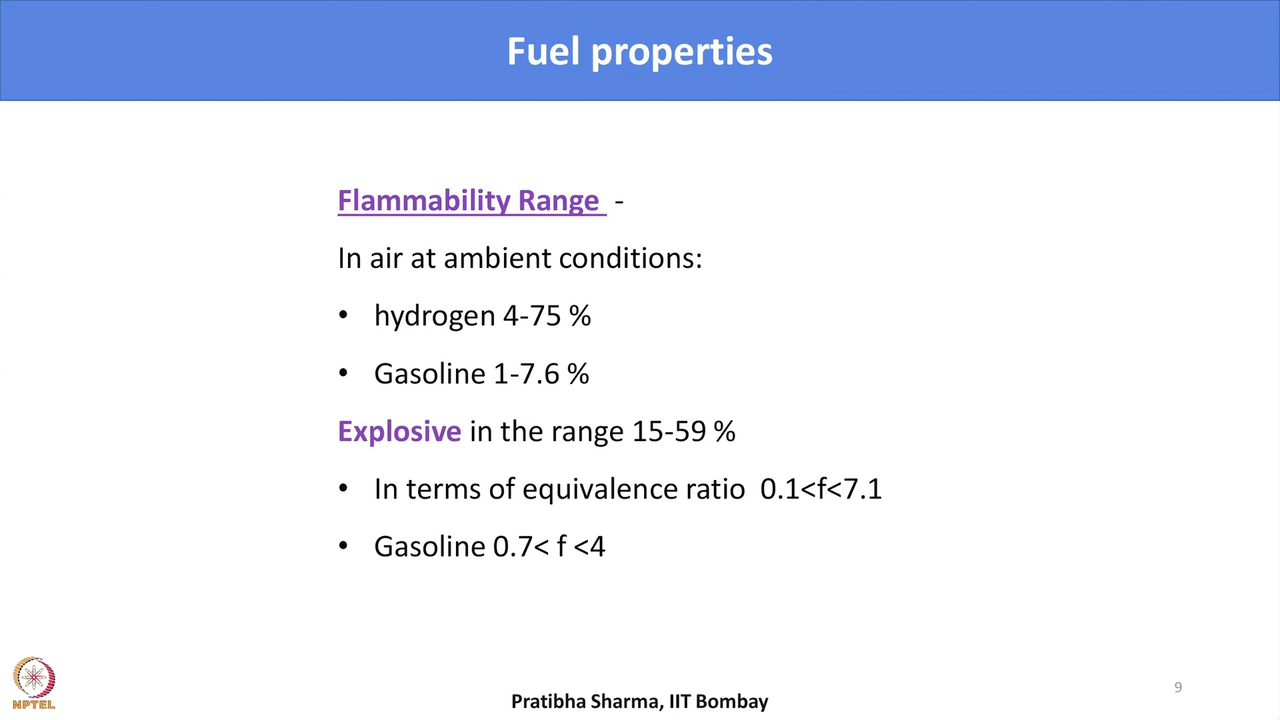 Fuel properties
Flammability Range -
In air at ambient conditions:
• hydrogen 4-75 %
• Gasoline 1-7.6 %
Explosive in the range 15-59 %
• In terms of equivalence ratio 0.1<f<7.1
• Gasoline 0.7< f <4
NPTEL
Pratibha Sharma, IIT Bombay
9